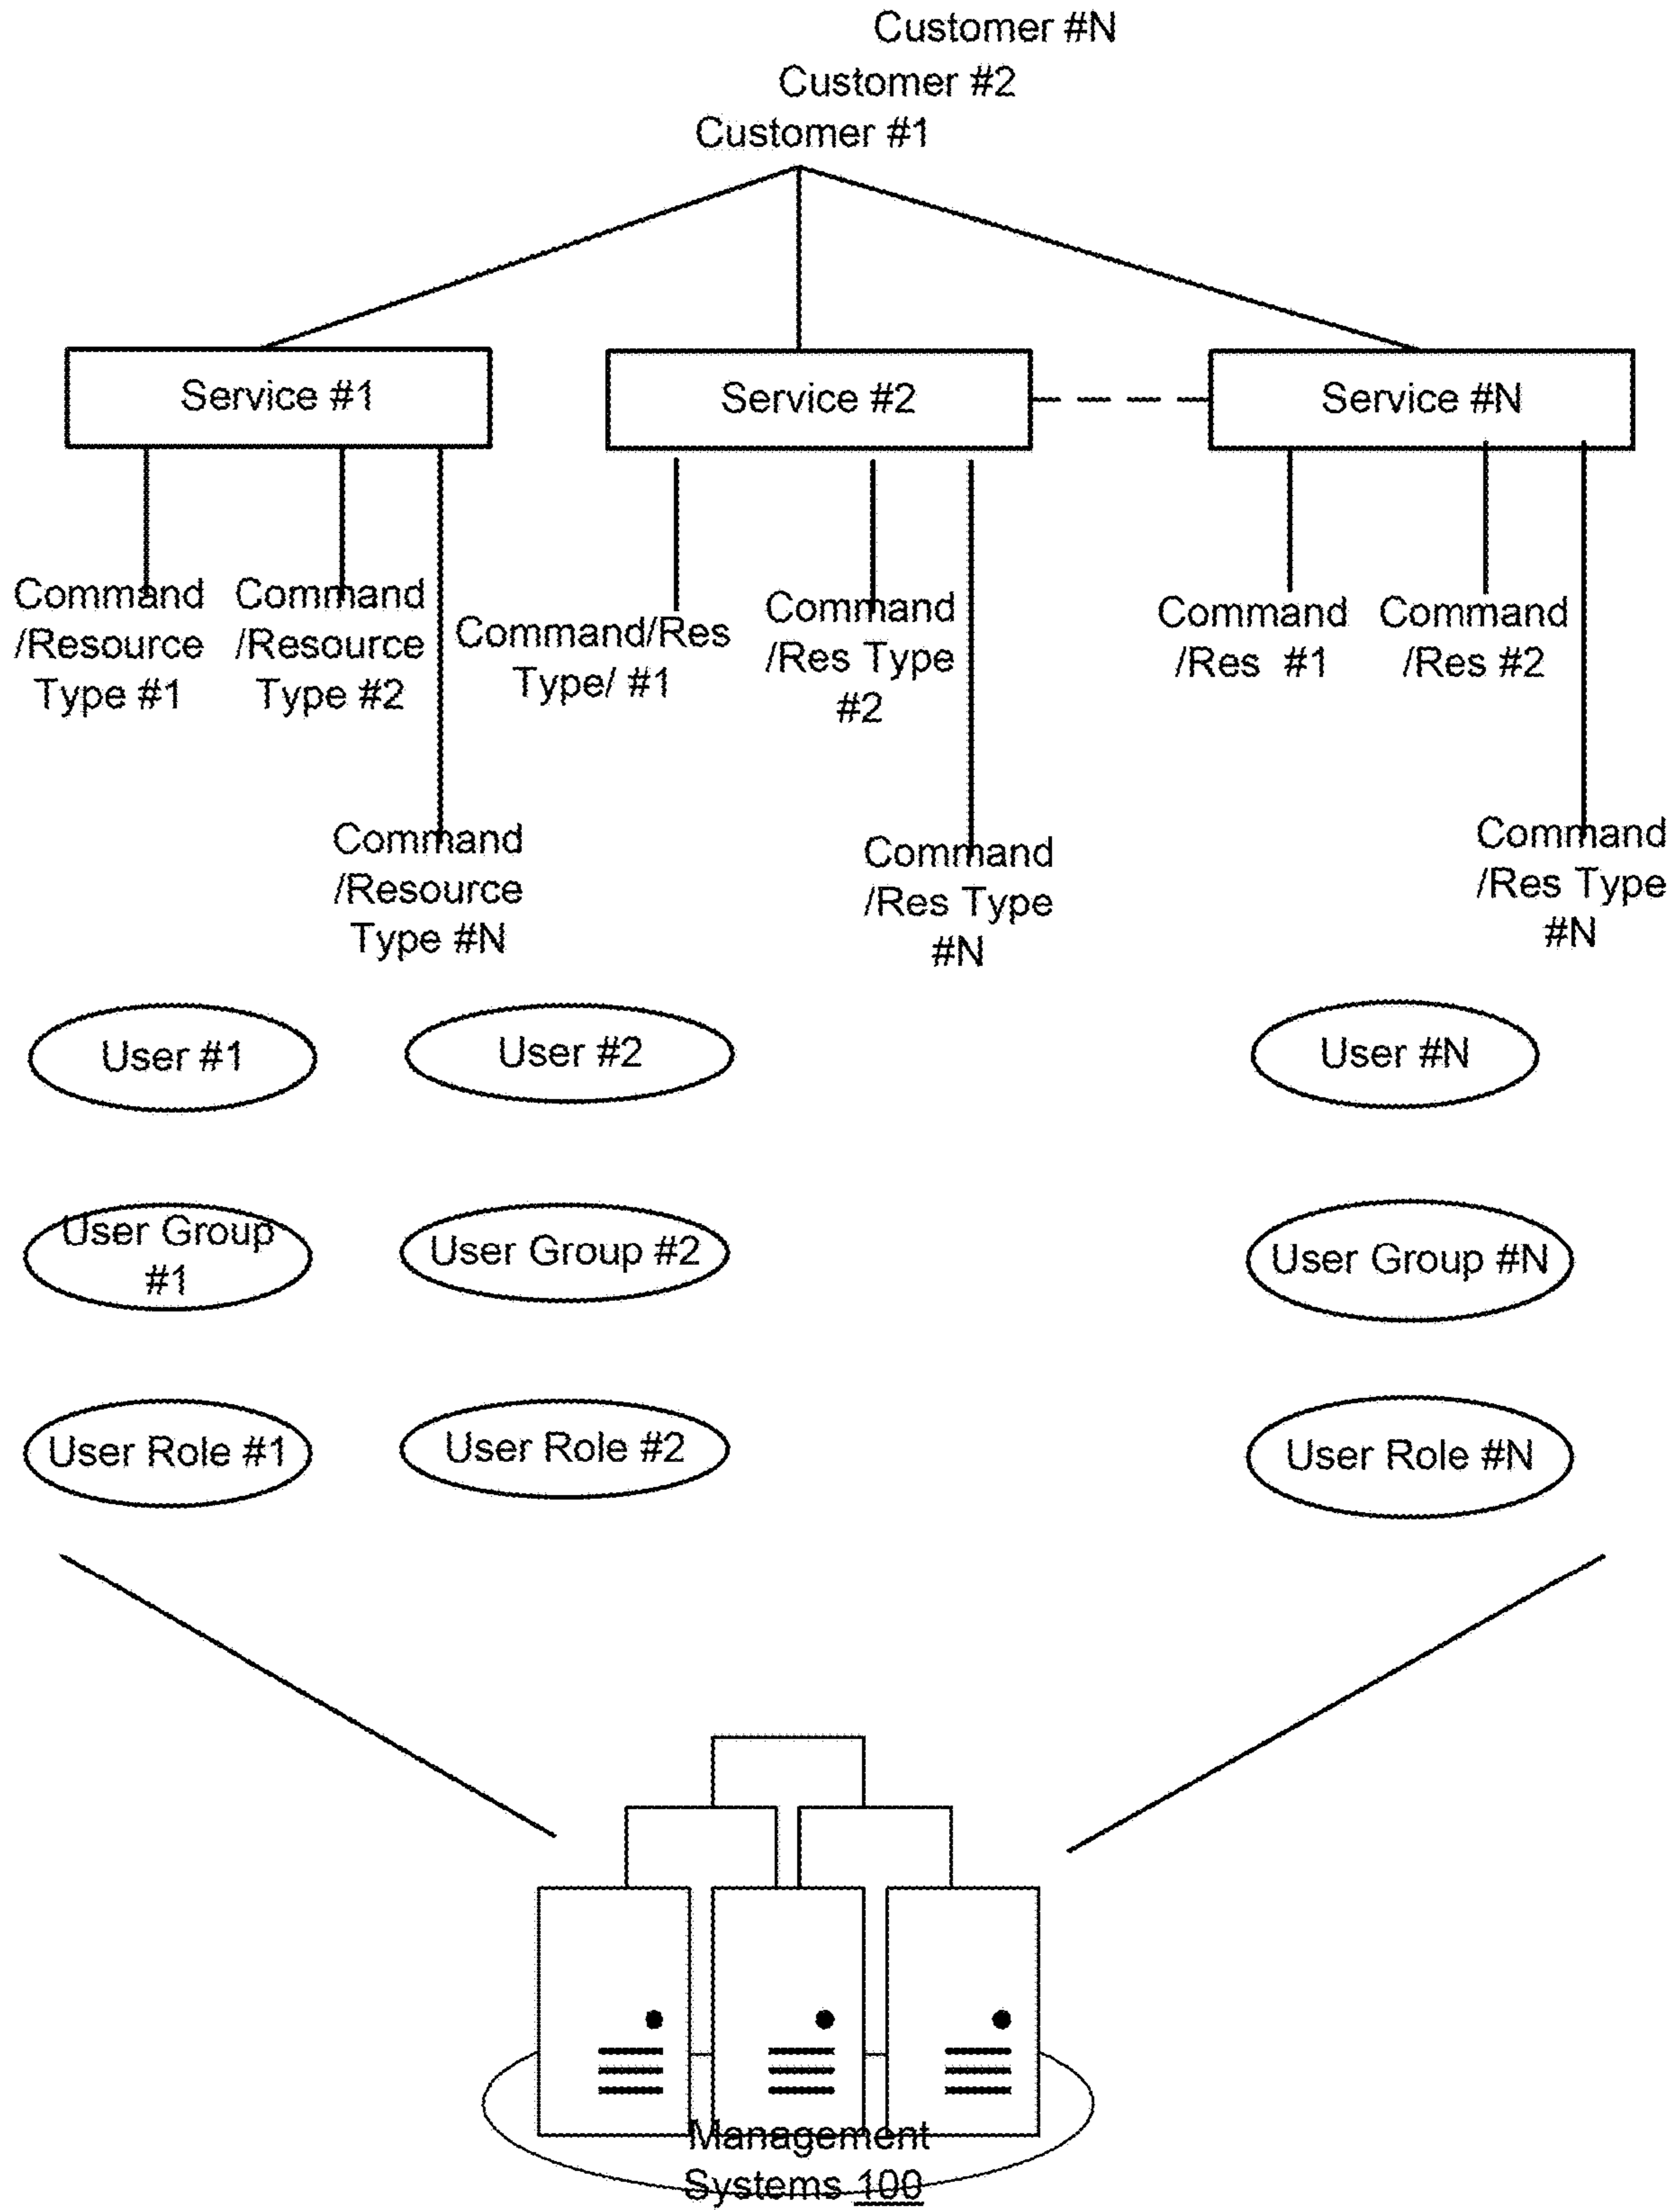 Customer #N
Customer #2
Customer #1
Service #1
Service #2
Service #N
Command
/Resource
Type #1
Command
/Resource
Type #2
Command/Res
Type/ #1
Command
/Res Type
#2
Command
/Res #1
Command
/Res #2
Command
/Resource
Type #N
Command
/Res Type
#N
Command
/Res Type
#N
User #1
User #2
User #N
User Group
#1
User Group #2
User Group #N
User Role #1
User Role #2
User Role #N
Management
Systems 100